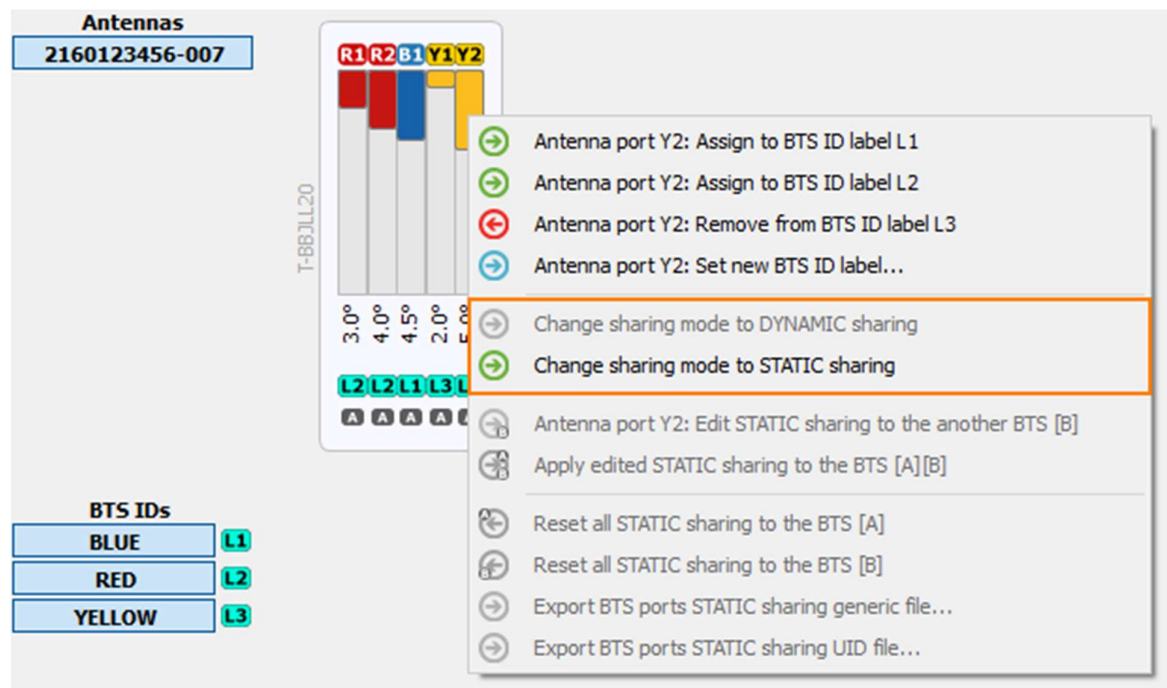 Antennas
2160123456-007
R1 R2 B1 Y1 Y2
T-BBJLL20
3.0° 4.0° 4.5° 2.0°
L2 L2 L1 L3
A A A A
Antenna port Y2: Assign to BTS ID label L1
Antenna port Y2: Assign to BTS ID label L2
Antenna port Y2: Remove from BTS ID label L3
Antenna port Y2: Set new BTS ID label...
Change sharing mode to DYNAMIC sharing
Change sharing mode to STATIC sharing
Antenna port Y2: Edit STATIC sharing to the another BTS [B]
Apply edited STATIC sharing to the BTS [A][B]
Reset all STATIC sharing to the BTS [A]
Reset all STATIC sharing to the BTS [B]
Export BTS ports STATIC sharing generic file...
Export BTS ports STATIC sharing UID file...
BTS IDs
BLUE L1
RED L2
YELLOW L3